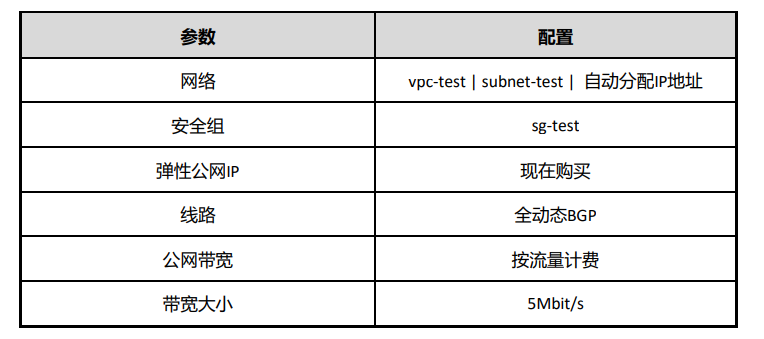 参数 配置
网络 vpc-test | subnet-test | 自动分配IP地址
安全组 sg-test
弹性公网IP 现在购买
线路 全动态BGP
公网带宽 按流量计费
带宽大小 5Mbit/s